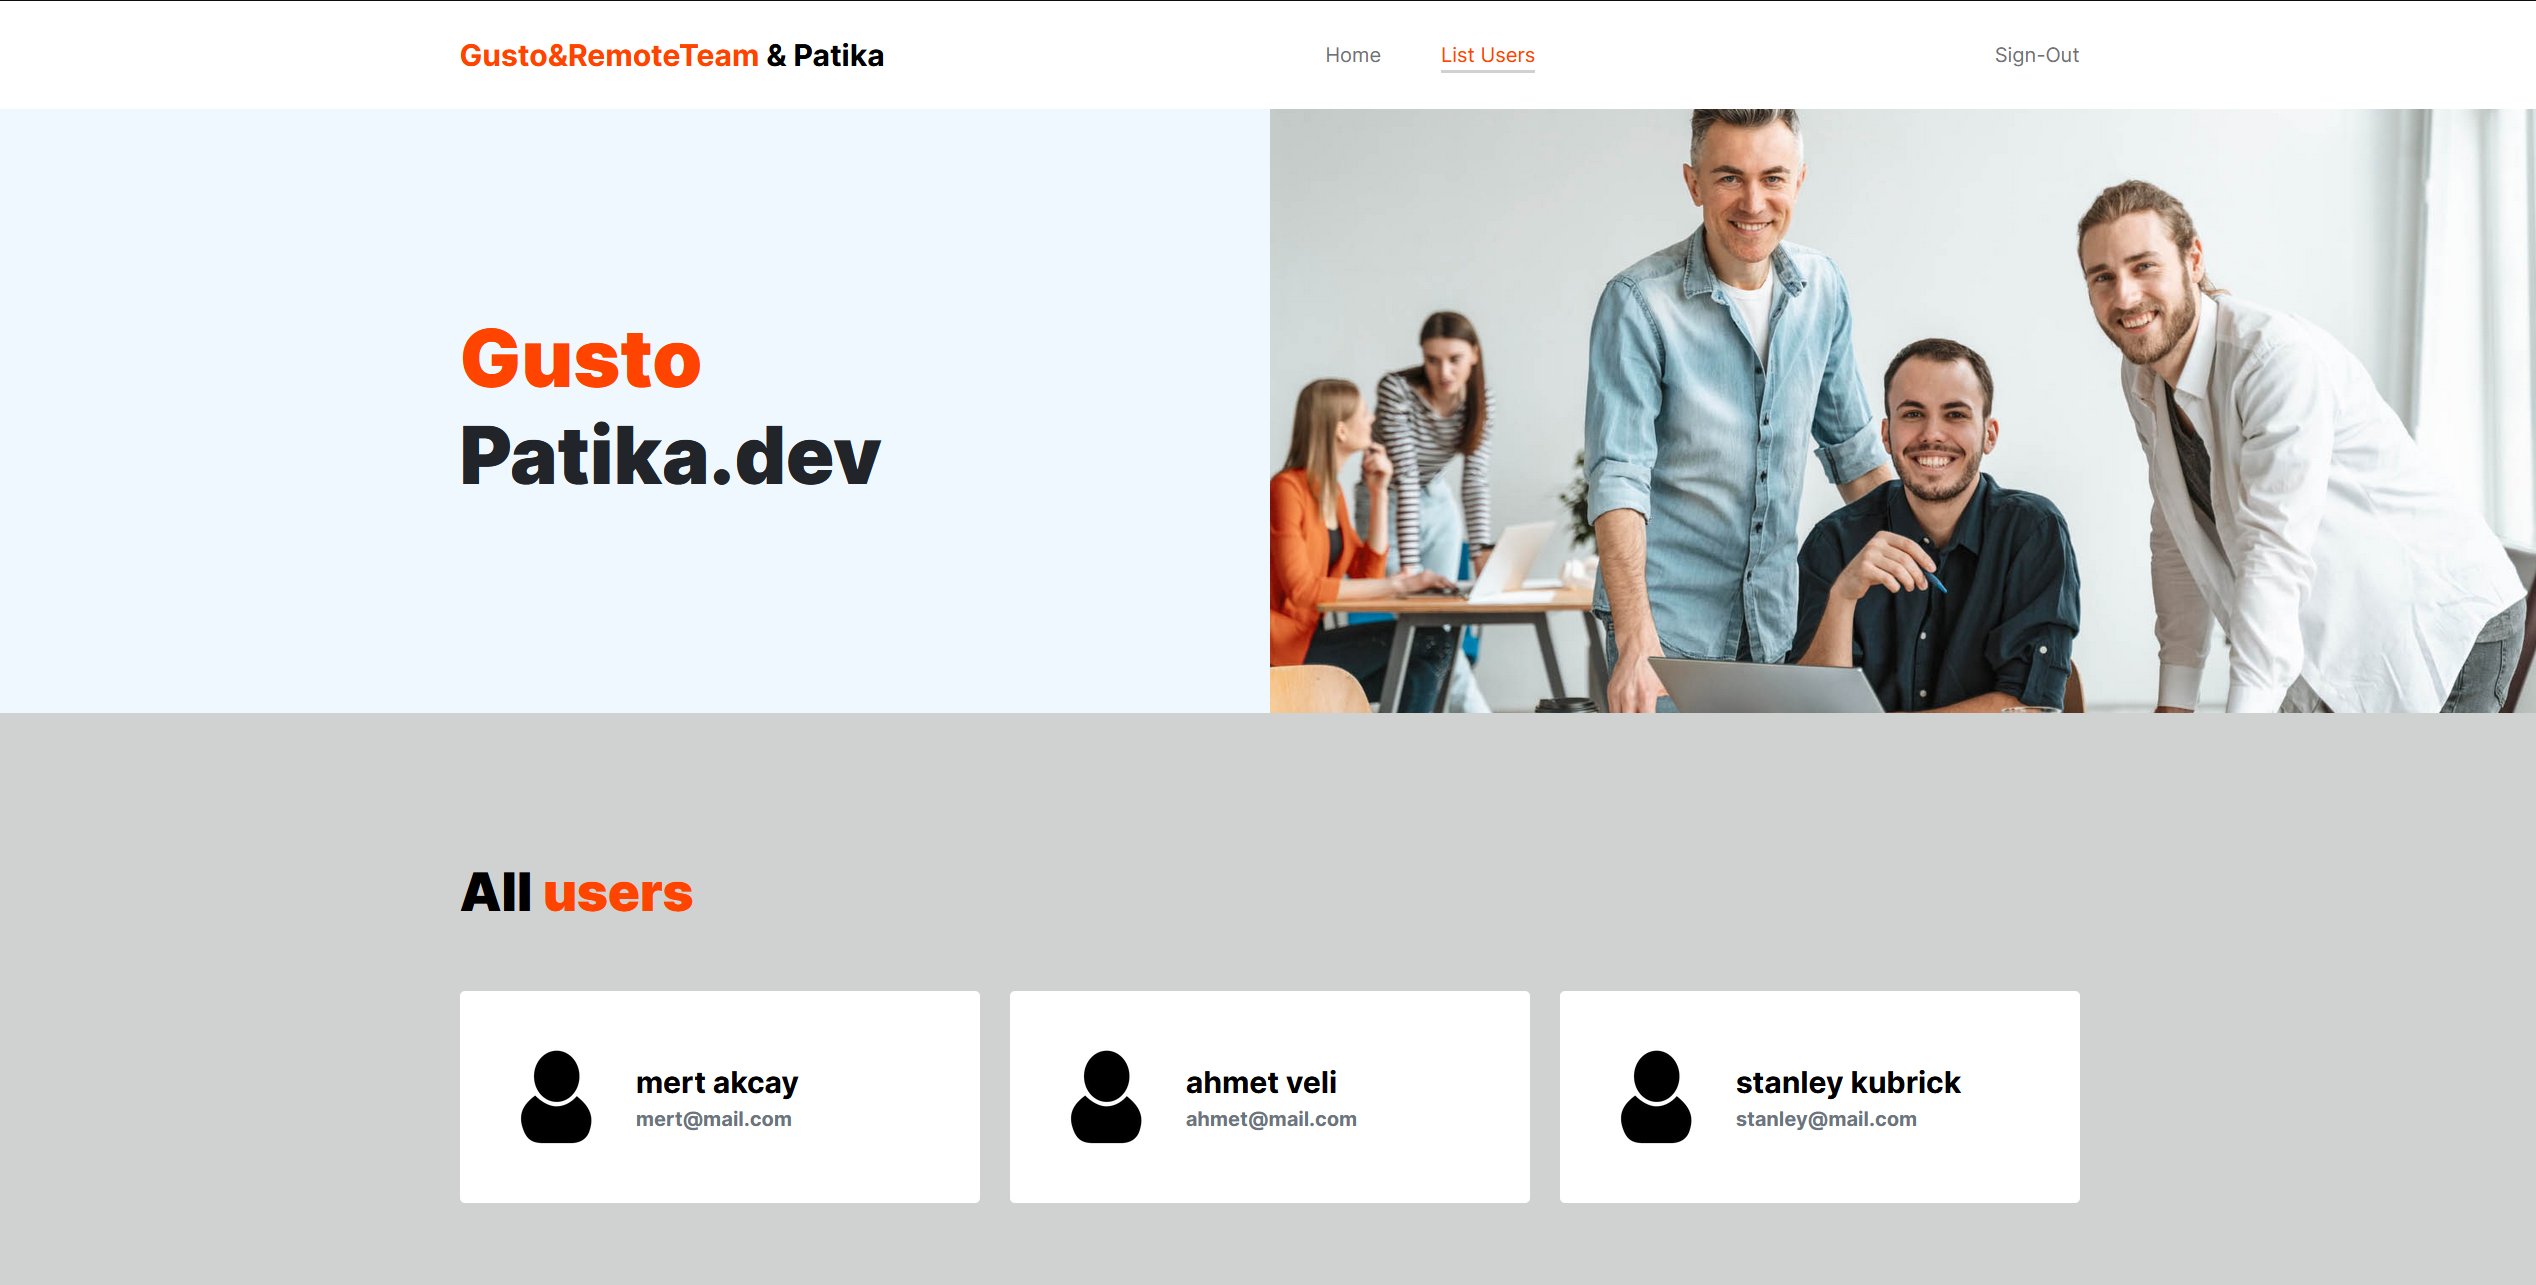 Gusto&RemoteTeam & Patika
Home
List Users
Sign-Out
Gusto
Patika.dev
All users
mert akcay
mert@mail.com
ahmet veli
ahmet@mail.com
stanley kubrick
stanley@mail.com